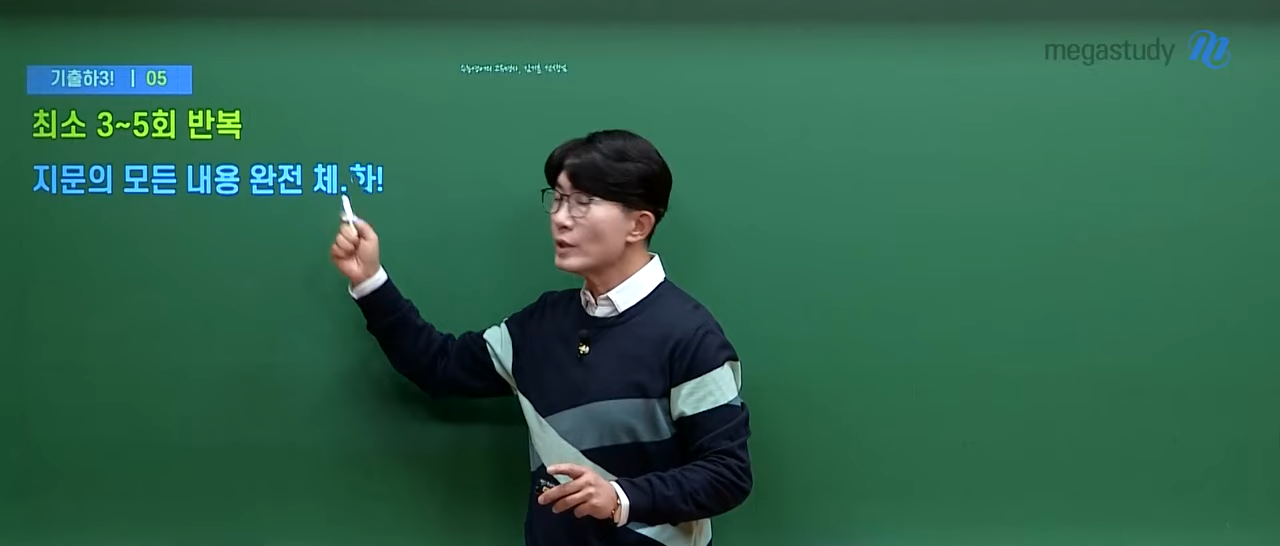 megastudy
기출하3! | 05
최소 3~5회 반복
지문의 모든 내용 완전 체.화!